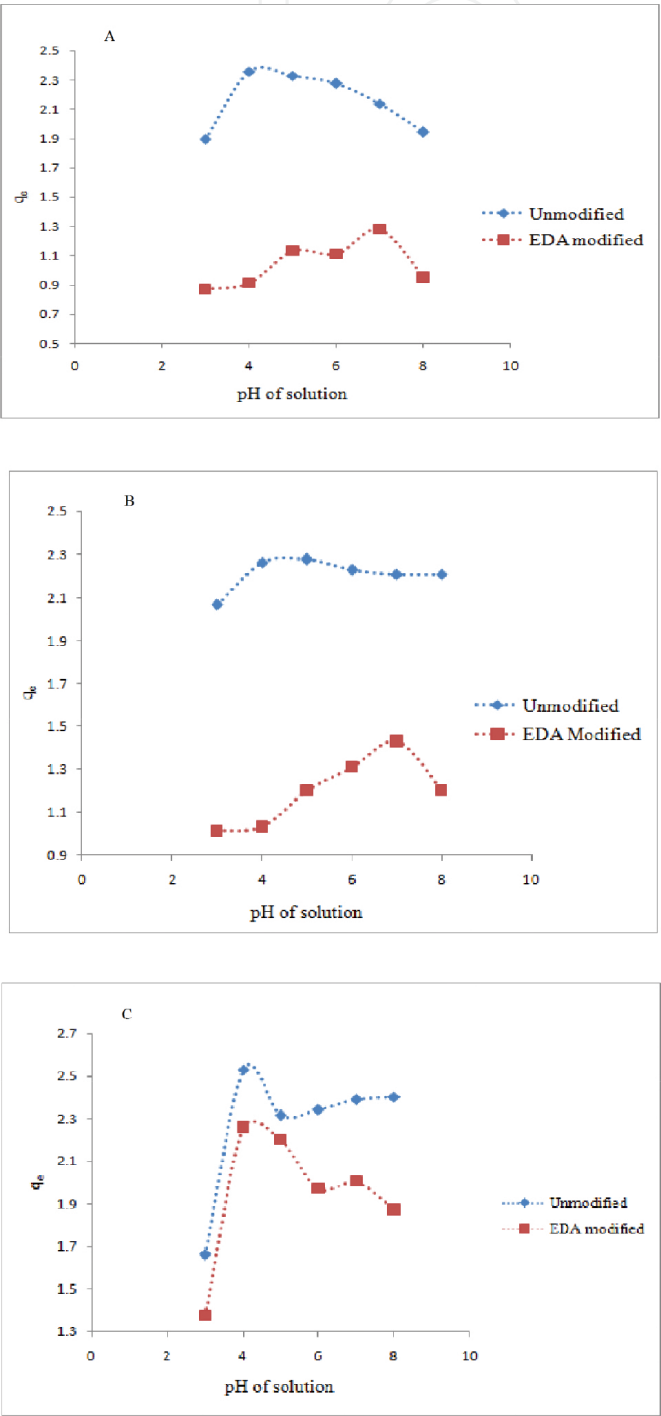 A
2.5
2.3
2.1
1.9
1.7
1.5
1.3
1.1
0.9
0.7
0.5
qe
0 2 4 6 8 10
pH of solution
Unmodified
EDA modified
B
2.5
2.3
2.1
1.9
1.7
1.5
1.3
1.1
0.9
qe
0 2 4 6 8 10
pH of solution
Unmodified
EDA Modified
C
2.7
2.5
2.3
2.1
1.9
1.7
1.5
1.3
qe
0 2 4 6 8 10
pH of solution
Unmodified
EDA modified